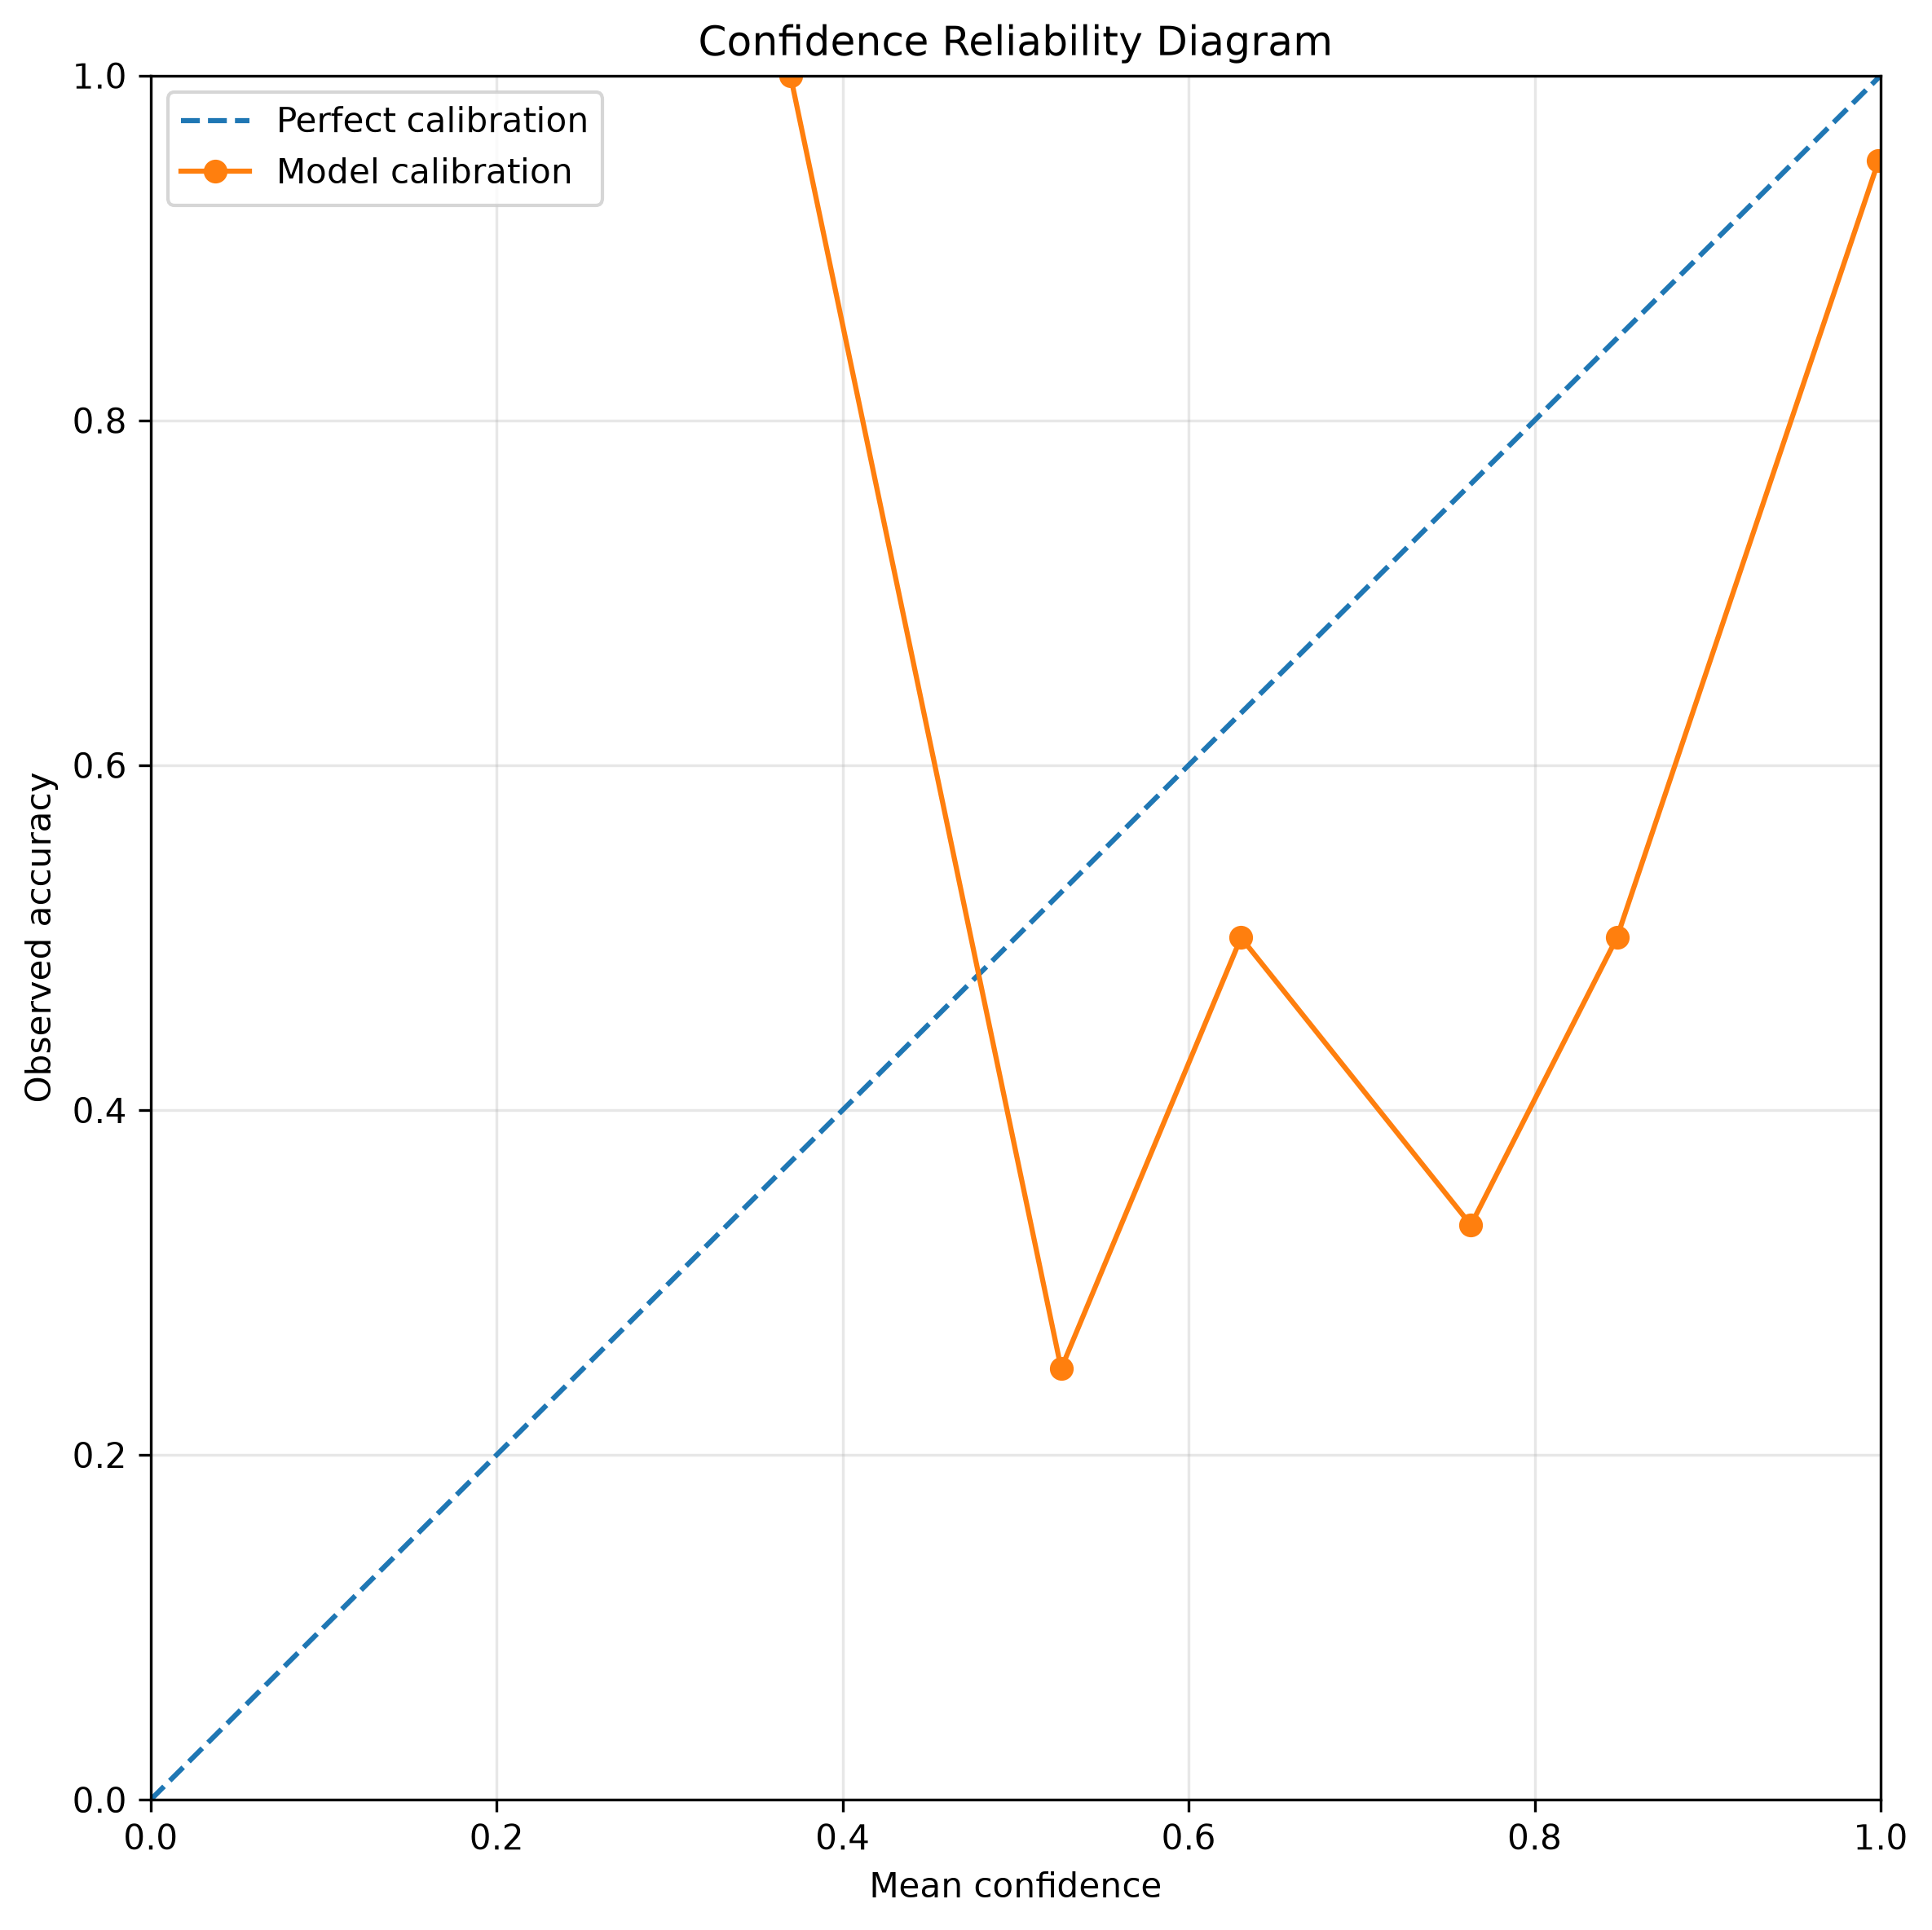 Confidence Reliability Diagram
Perfect calibration
Model calibration
1.0
0.8
0.6
0.4
0.2
0.0
Observed accuracy
0.0 0.2 0.4 0.6 0.8 1.0
Mean confidence